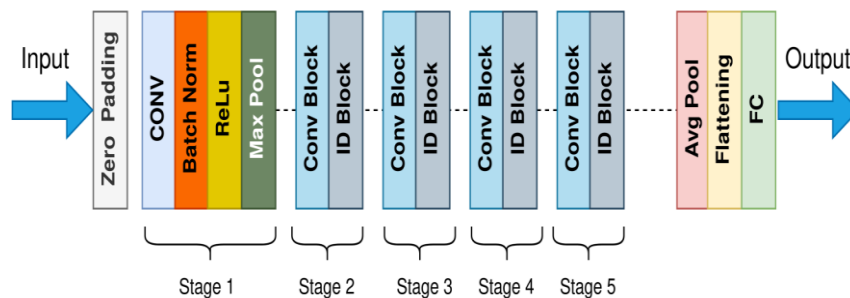 Input
Zero Padding
CONV
Batch Norm
ReLu
Max Pool
Conv Block
ID Block
Conv Block
ID Block
Conv Block
ID Block
Conv Block
ID Block
Avg Pool
Flattening
FC
Output
Stage 1
Stage 2
Stage 3
Stage 4
Stage 5